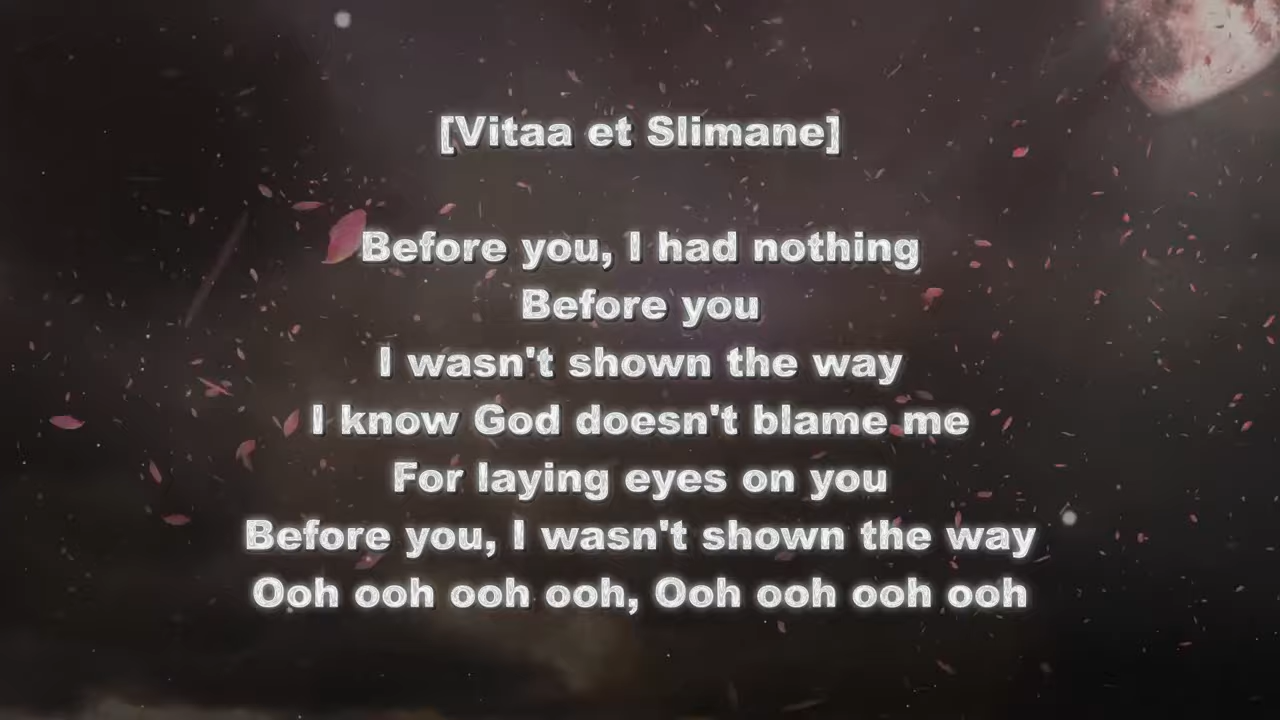 [Vitaa et Slimane]
Before you, I had nothing
Before you
I wasn't shown the way
I know God doesn't blame me
For laying eyes on you
Before you, I wasn't shown the way
Ooh ooh ooh ooh, Ooh ooh ooh ooh